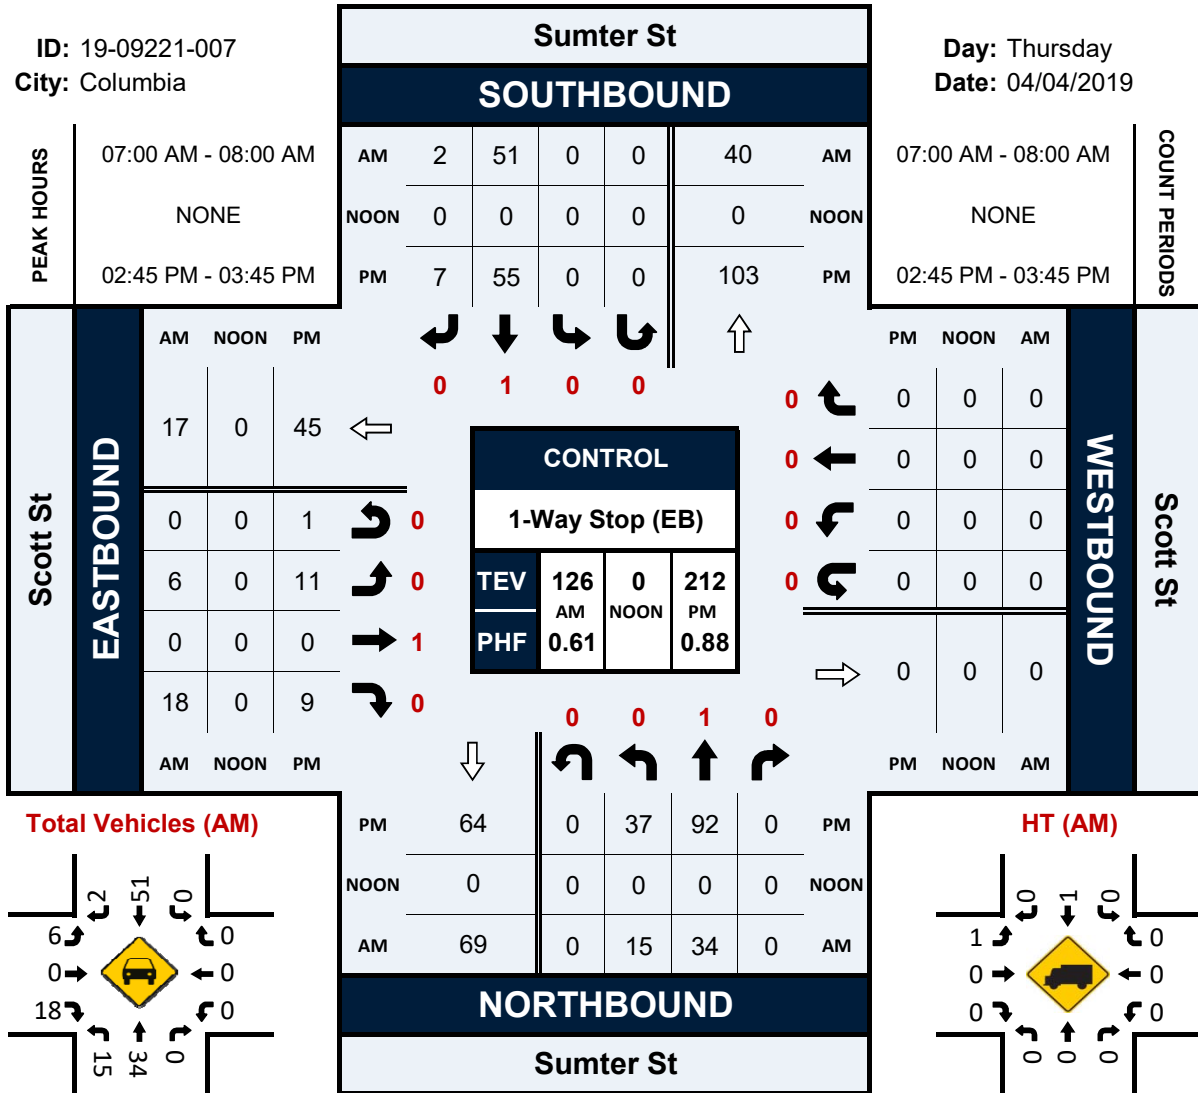 ID: 19-09221-007
City: Columbia
Sumter St
SOUTHBOUND
Day: Thursday
Date: 04/04/2019
PEAK HOURS
07:00 AM - 08:00 AM
NONE
02:45 PM - 03:45 PM
AM 2 51 0 0 40 AM
NOON 0 0 0 0 0 NOON
PM 7 55 0 0 103 PM
07:00 AM - 08:00 AM
NONE
02:45 PM - 03:45 PM
COUNT PERIODS
0 1 0 0
Scott St
EASTBOUND
AM NOON PM
17 0 45
0 0 1 0
6 0 11 0
0 0 0 1
18 0 9 0
AM NOON PM
CONTROL
1-Way Stop (EB)
TEV 126 0 212
AM NOON PM
PHF 0.61 0.88
PM NOON AM
0 0 0 0
0 0 0 0
0 0 0 0
0 0 0 0
0 0 0
PM NOON AM
WESTBOUND
Scott St
0 0 1 0
PM 64 0 37 92 0 PM
NOON 0 0 0 0 0 NOON
AM 69 0 15 34 0 AM
NORTHBOUND
Sumter St
Total Vehicles (AM)
2 51 0
6 0
0 0
18 0
15 34 0
HT (AM)
0 1 0
1 0
0 0
0 0
0 0 0